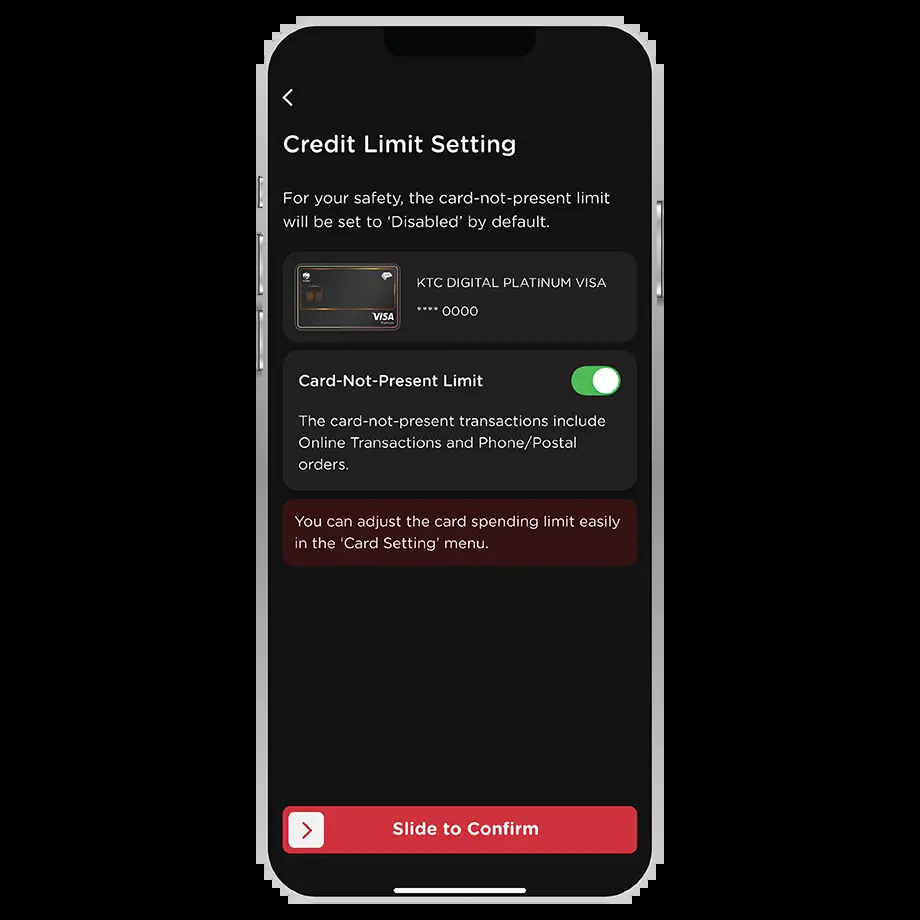 Credit Limit Setting
For your safety, the card-not-present limit
will be set to ‘Disabled’ by default.
KTC DIGITAL PLATINUM VISA
**** 0000
VISA
Card-Not-Present Limit
The card-not-present transactions include
Online Transactions and Phone/Postal
orders.
You can adjust the card spending limit easily
in the ‘Card Setting’ menu.
Slide to Confirm